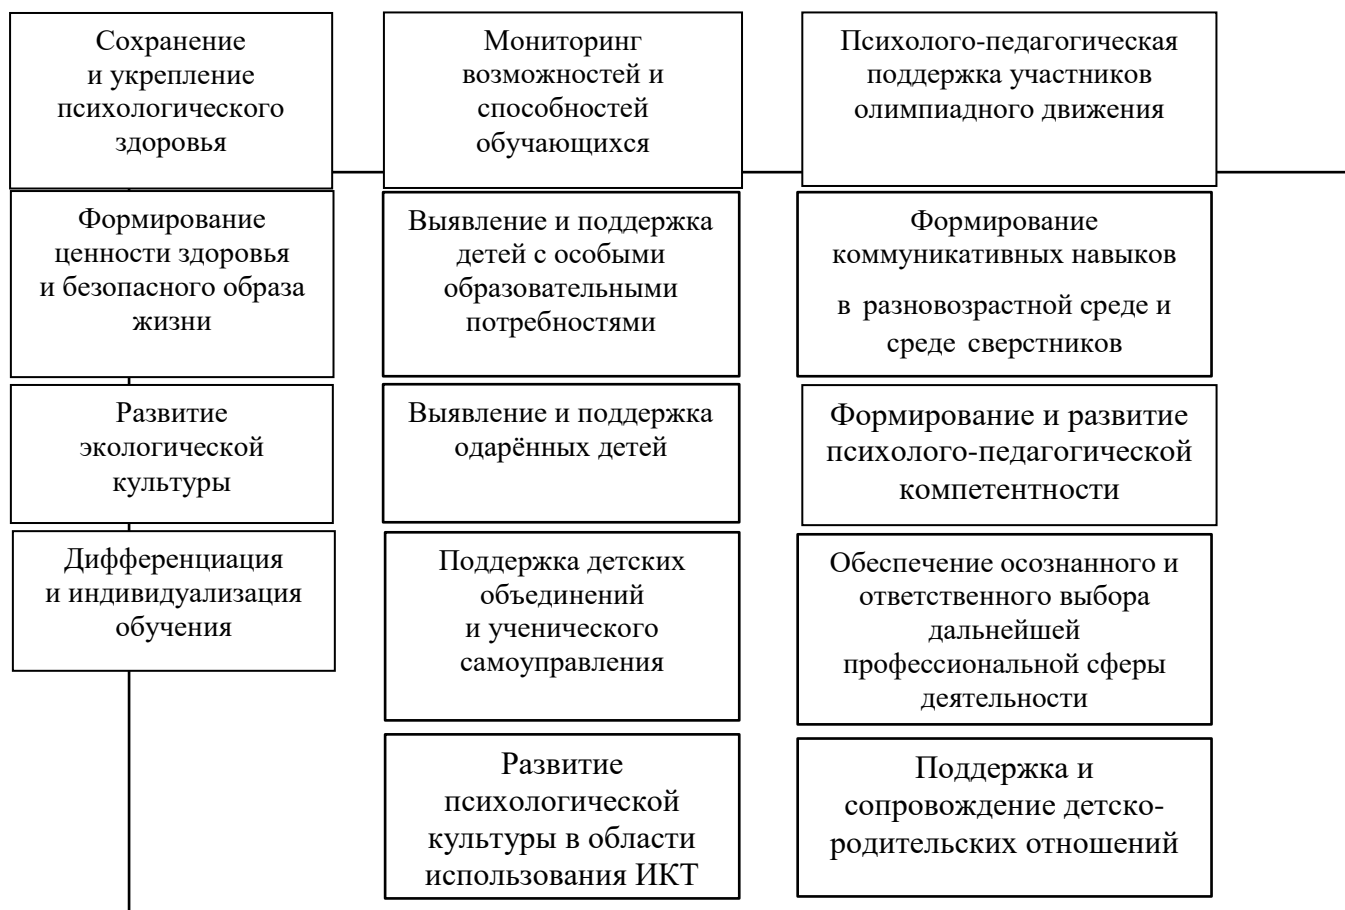 Сохранение
и укрепление
психологического
здоровья
Мониторинг
возможностей и
способностей
обучающихся
Психолого-педагогическая
поддержка участников
олимпиадного движения
Формирование
ценности здоровья
и безопасного образа
жизни
Выявление и поддержка
детей с особыми
образовательными
потребностями
Формирование
коммуникативных навыков
в разновозрастной среде и
среде сверстников
Развитие
экологической
культуры
Выявление и поддержка
одарённых детей
Формирование и развитие
психолого-педагогической
компетентности
Дифференциация
и индивидуализация
обучения
Поддержка детских
объединений
и ученического
самоуправления
Обеспечение осознанного и
ответственного выбора
дальнейшей
профессиональной сферы
деятельности
Развитие
психологической
культуры в области
использования ИКТ
Поддержка и
сопровождение детско-
родительских отношений